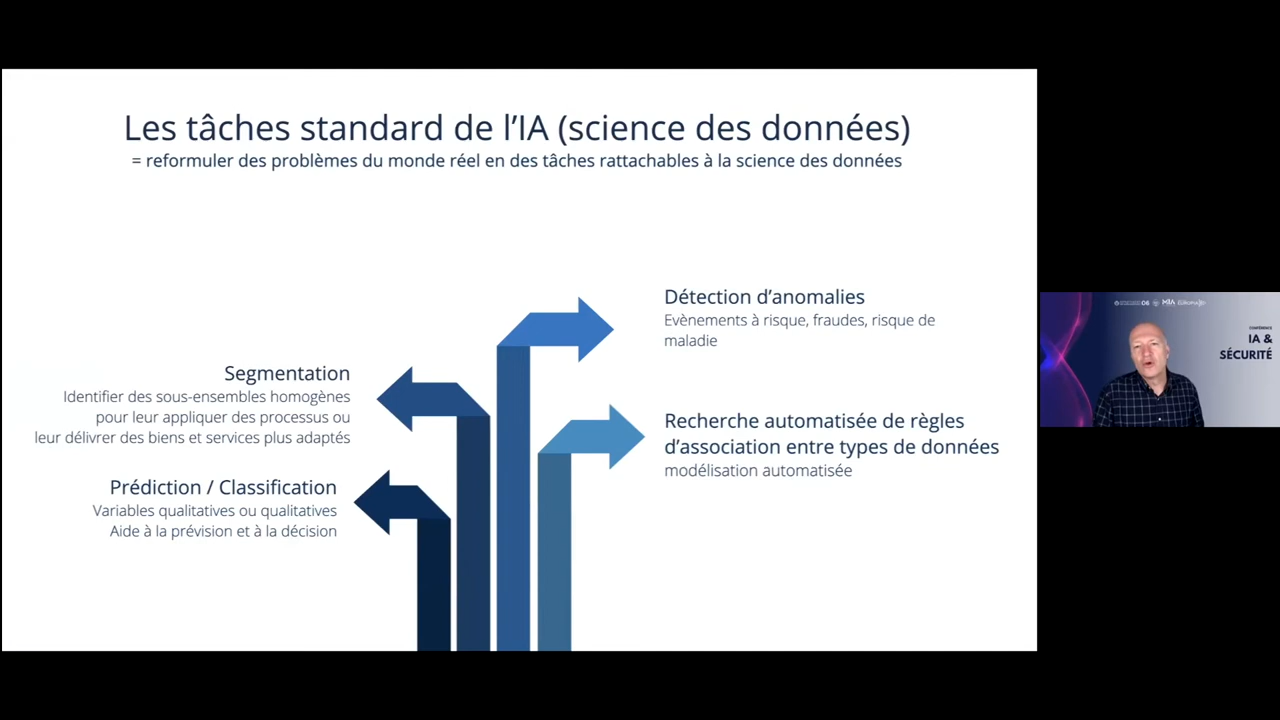 Les tâches standard de l'IA (science des données)
= reformuler des problèmes du monde réel en des tâches rattachables à la science des données
Détection d'anomalies
Evènements à risque, fraudes, risque de
maladie
Segmentation
Identifier des sous-ensembles homogènes
pour leur appliquer des processus ou
leur délivrer des biens et services plus adaptés
Recherche automatisée de règles
d'association entre types de données
modélisation automatisée
Prédiction / Classification
Variables qualitatives ou qualitatives
Aide à la prévision et à la décision
MIA
CONFÉRENCE
IA &
SÉCURITÉ